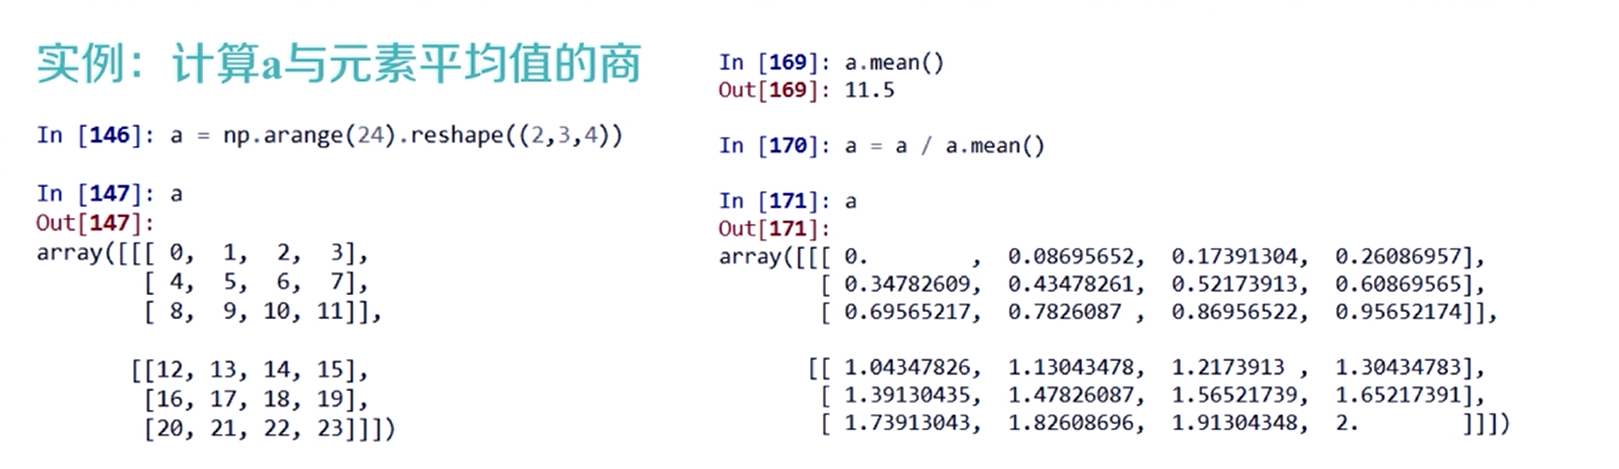 实例：计算a与元素平均值的商
In [146]: a = np.arange(24).reshape((2,3,4))
In [147]: a
Out[147]:
array([[[ 0,  1,  2,  3],
        [ 4,  5,  6,  7],
        [ 8,  9, 10, 11]],
       [[12, 13, 14, 15],
        [16, 17, 18, 19],
        [20, 21, 22, 23]]])
In [169]: a.mean()
Out[169]: 11.5
In [170]: a = a / a.mean()
In [171]: a
Out[171]:
array([[[ 0.        ,  0.08695652,  0.17391304,  0.26086957],
        [ 0.34782609,  0.43478261,  0.52173913,  0.60869565],
        [ 0.69565217,  0.7826087 ,  0.86956522,  0.95652174]],
       [[ 1.04347826,  1.13043478,  1.2173913 ,  1.30434783],
        [ 1.39130435,  1.47826087,  1.56521739,  1.65217391],
        [ 1.73913043,  1.82608696,  1.91304348,  2.        ]]])